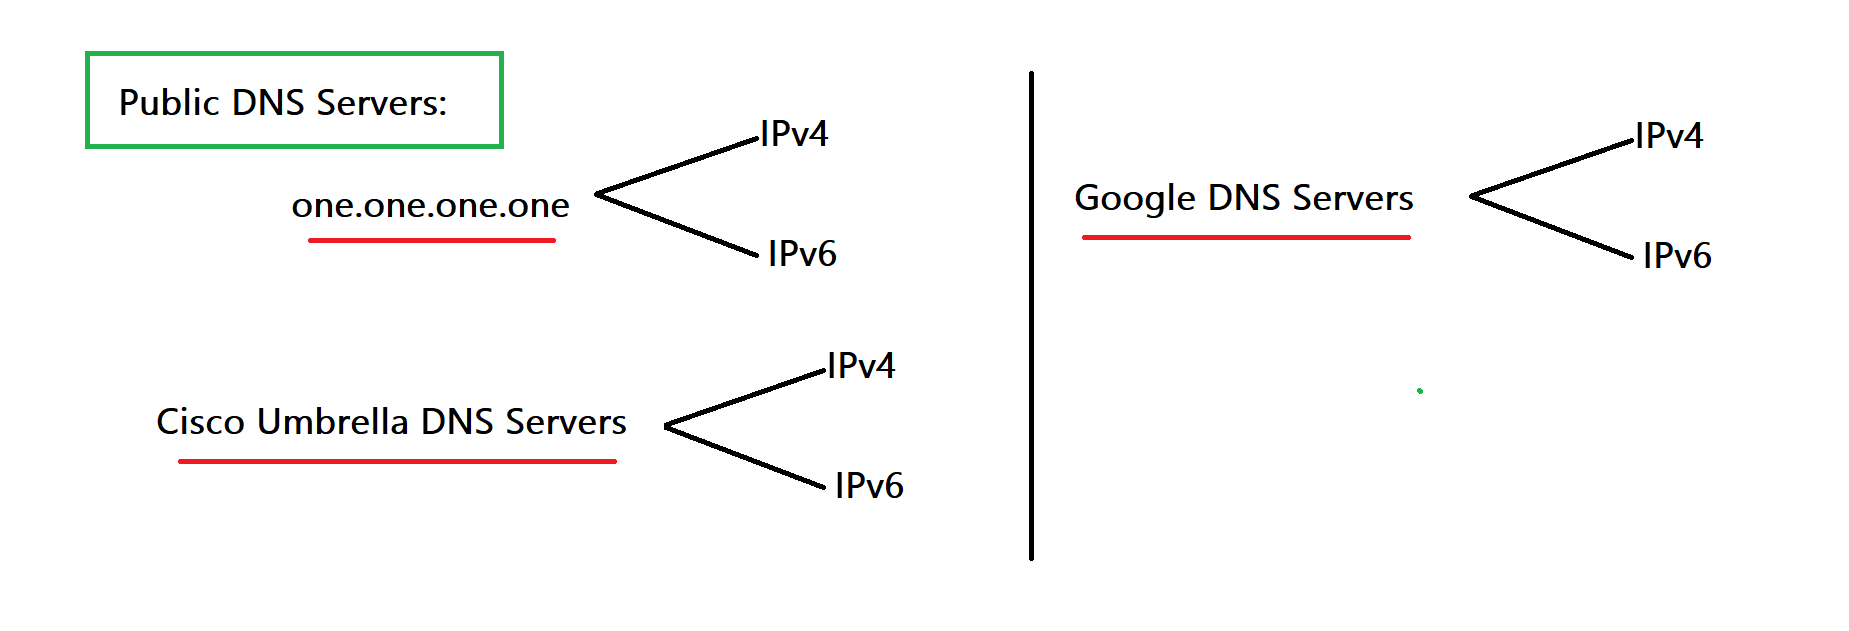 Public DNS Servers:
one.one.one.one
IPv4
IPv6
Cisco Umbrella DNS Servers
IPv4
IPv6
Google DNS Servers
IPv4
IPv6